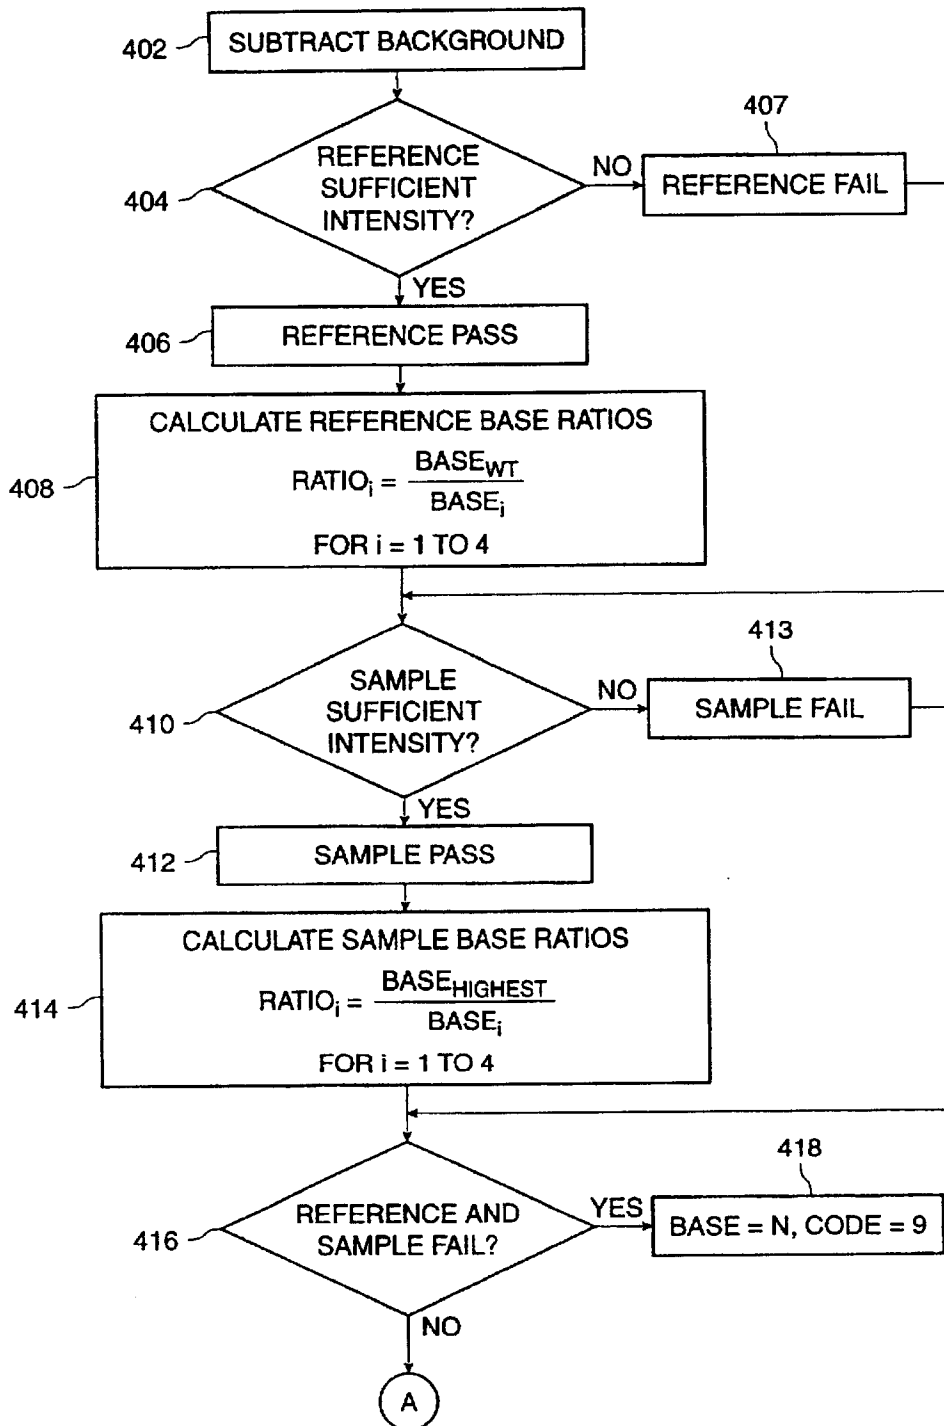 402
SUBTRACT BACKGROUND
407
404
REFERENCE
SUFFICIENT
INTENSITY?
NO
REFERENCE FAIL
YES
406
REFERENCE PASS
408
CALCULATE REFERENCE BASE RATIOS
RATIOi = BASEWT / BASEi
FOR i = 1 TO 4
413
410
SAMPLE
SUFFICIENT
INTENSITY?
NO
SAMPLE FAIL
YES
412
SAMPLE PASS
414
CALCULATE SAMPLE BASE RATIOS
RATIOi = BASEHIGHEST / BASEi
FOR i = 1 TO 4
418
416
REFERENCE AND
SAMPLE FAIL?
YES
BASE = N, CODE = 9
NO
A